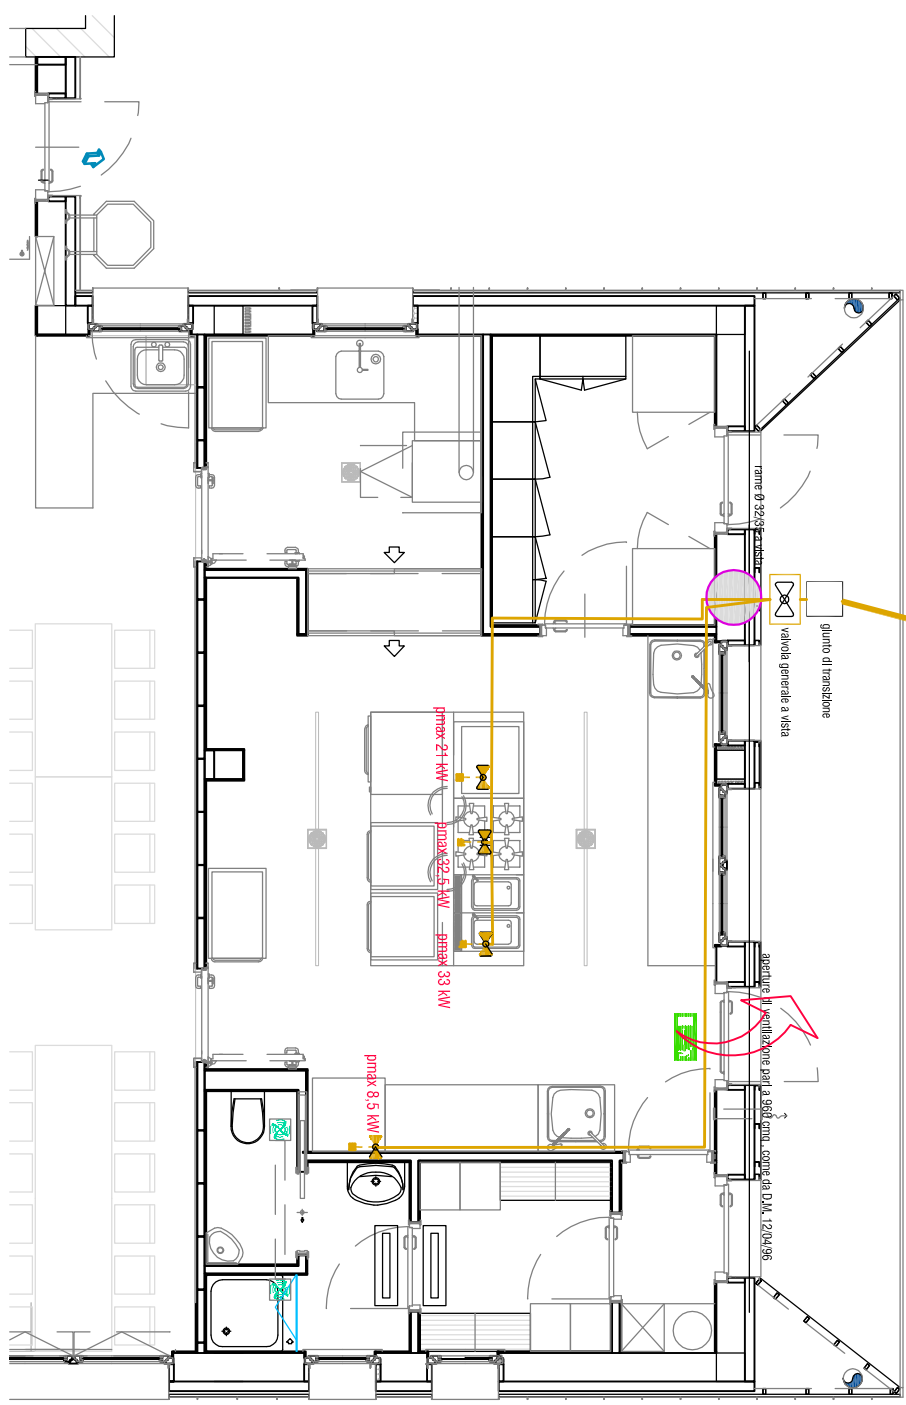 rame Ø 32/35 a vista
valvola generale a vista
giunto di transizione
pmax 21 kW
pmax 32,5 kW
pmax 33 kW
aperture di ventilazione pari a 960 cmq , come da D.M. 12/04/96
pmax 8,5 kW